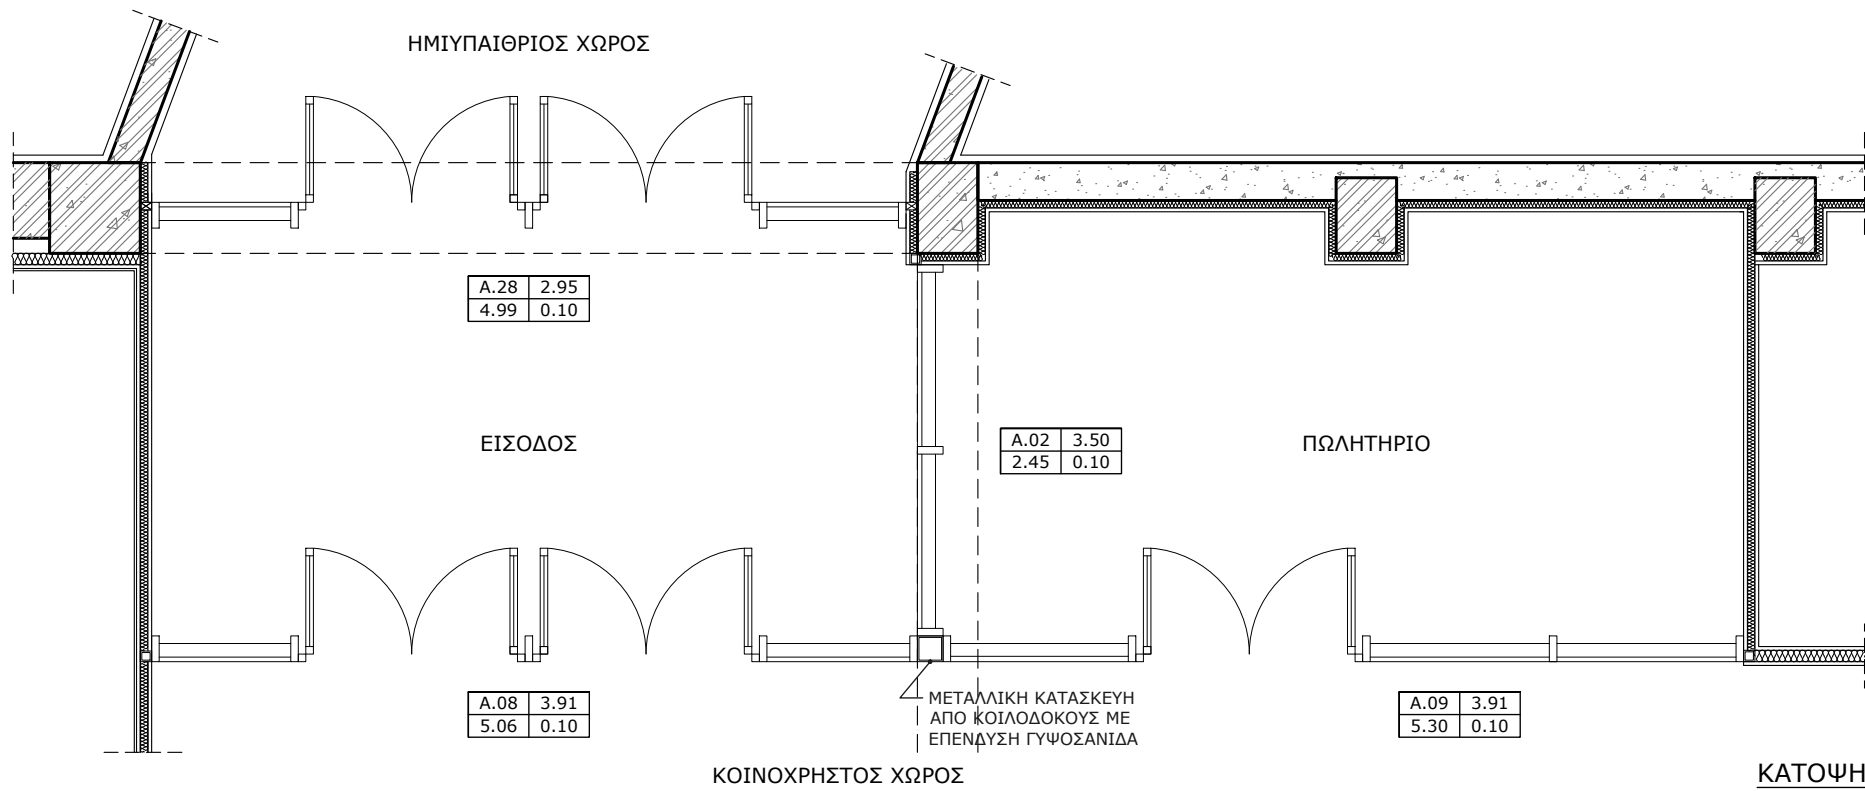 ΗΜΙΥΠΑΙΘΡΙΟΣ ΧΩΡΟΣ
A.28 2.95
4.99 0.10
ΕΙΣΟΔΟΣ
A.02 3.50
2.45 0.10
ΠΩΛΗΤΗΡΙΟ
A.08 3.91
5.06 0.10
ΜΕΤΑΛΛΙΚΗ ΚΑΤΑΣΚΕΥΗ
ΑΠΟ ΚΟΙΛΟΔΟΚΟΥΣ ΜΕ
ΕΠΕΝΔΥΣΗ ΓΥΨΟΣΑΝΙΔΑ
A.09 3.91
5.30 0.10
ΚΟΙΝΟΧΡΗΣΤΟΣ ΧΩΡΟΣ
ΚΑΤΟΨΗ